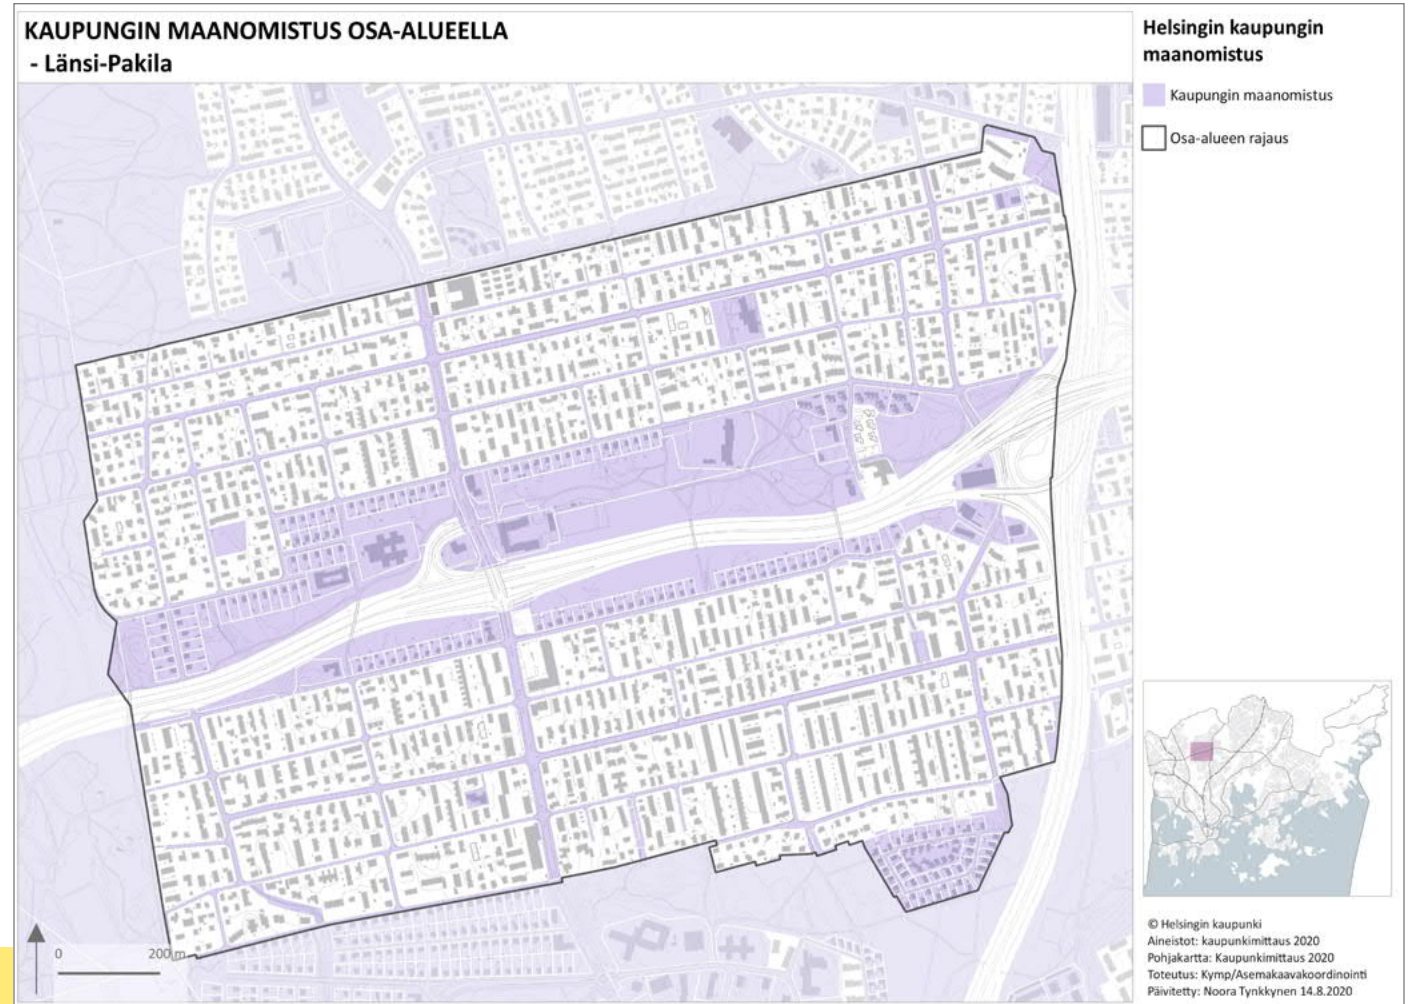 KAUPUNGIN MAANOMISTUS OSA-ALUEELLA
- Länsi-Pakila
Helsingin kaupungin
maanomistus
Kaupungin maanomistus
Osa-alueen rajaus
0 200 m
© Helsingin kaupunki
Aineistot: kaupunkimittaus 2020
Pohjakartta: Kaupunkimittaus 2020
Toteutus: Kymp/Asemakaavakoordinointi
Päivitetty: Noora Tynkkynen 14.8.2020